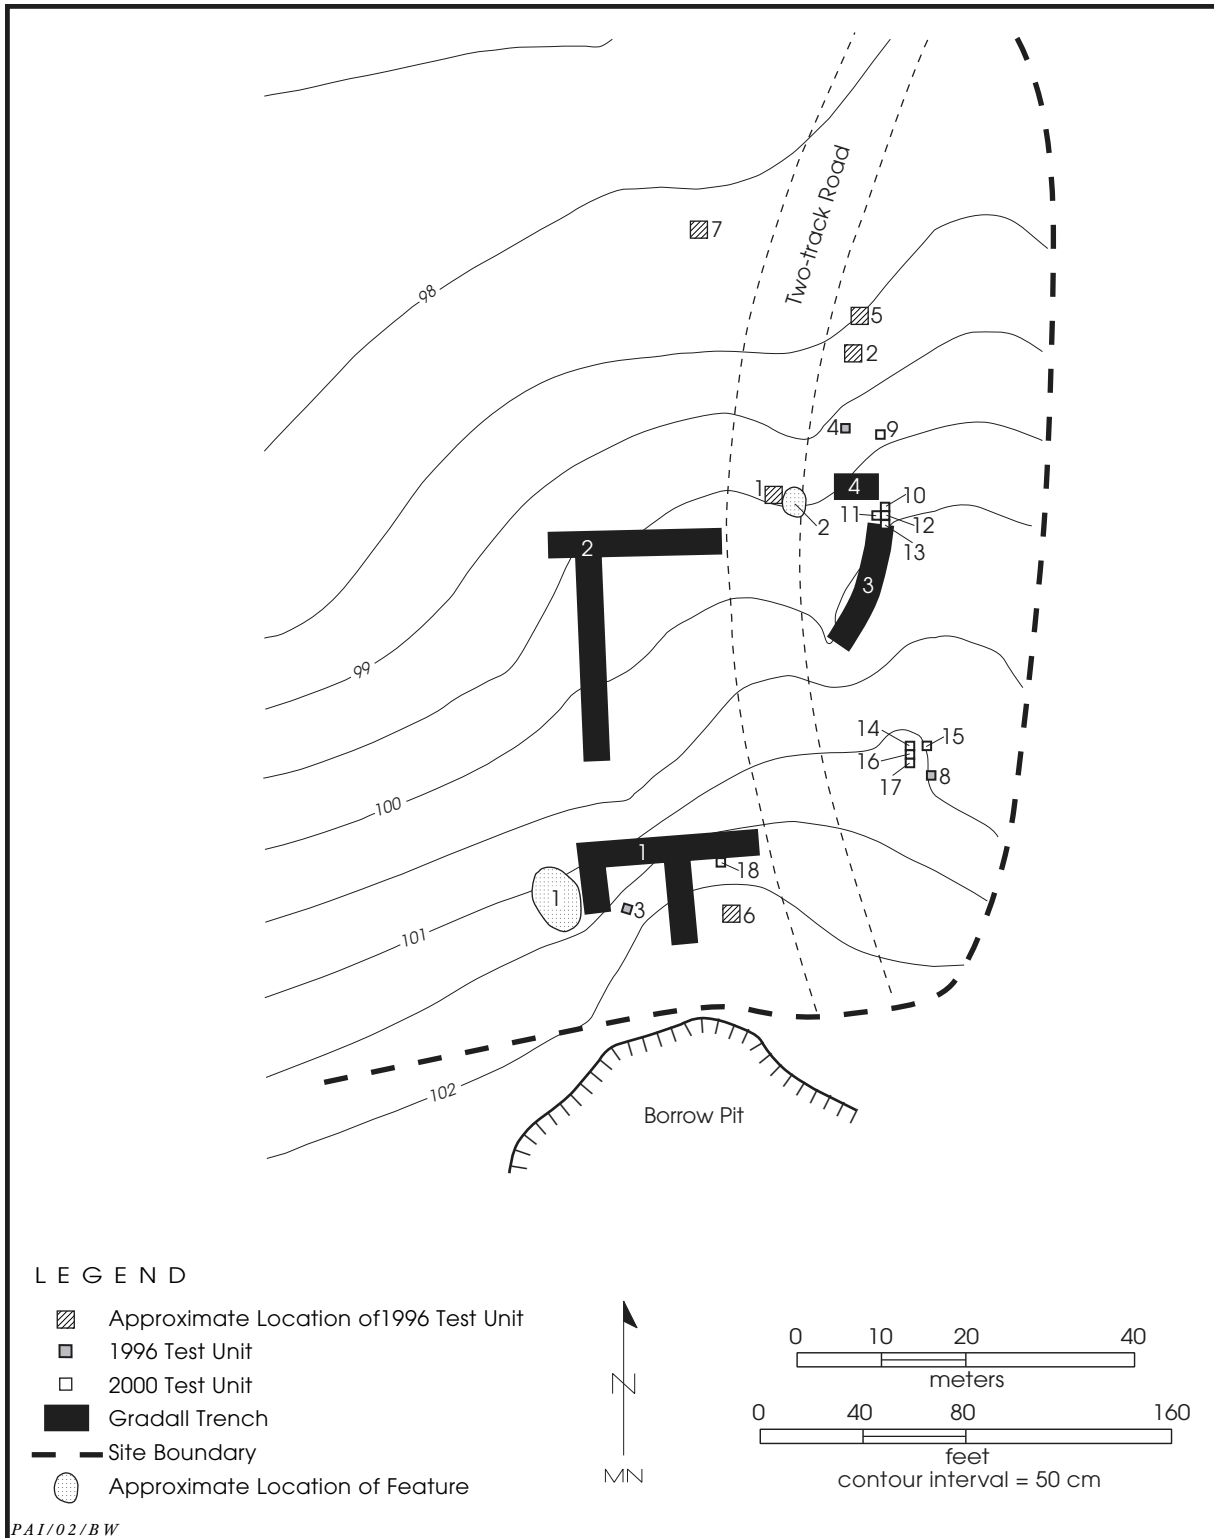 Two-track Road
7
98
5
2
4
9
1
4
10
2
11
12
13
2
3
99
14
15
16
8
17
100
1
18
1
3
6
101
102
Borrow Pit
LEGEND
Approximate Location of1996 Test Unit
1996 Test Unit
2000 Test Unit
Gradall Trench
Site Boundary
Approximate Location of Feature
N
MN
0 10 20 40
meters
0 40 80 160
feet
contour interval = 50 cm
PAI/02/BW